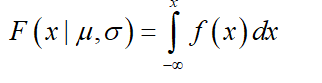 F(x | μ,σ) = ∫_{-∞}^{x} f(x) dx